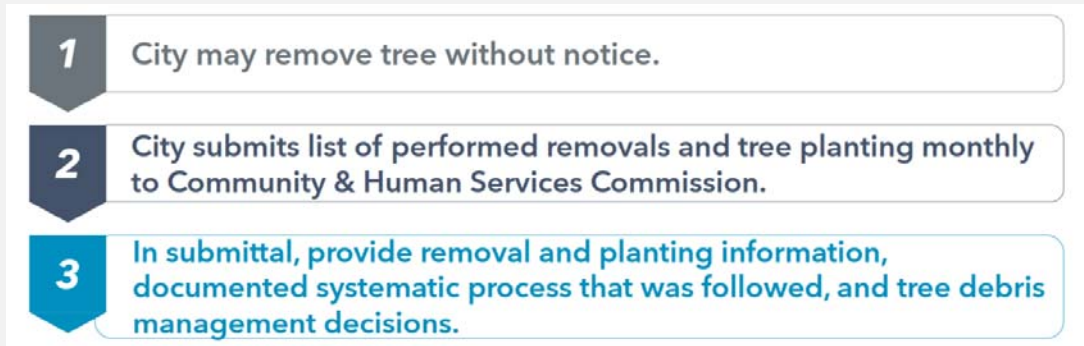 1
City may remove tree without notice.
2
City submits list of performed removals and tree planting monthly
to Community & Human Services Commission.
3
In submittal, provide removal and planting information,
documented systematic process that was followed, and tree debris
management decisions.